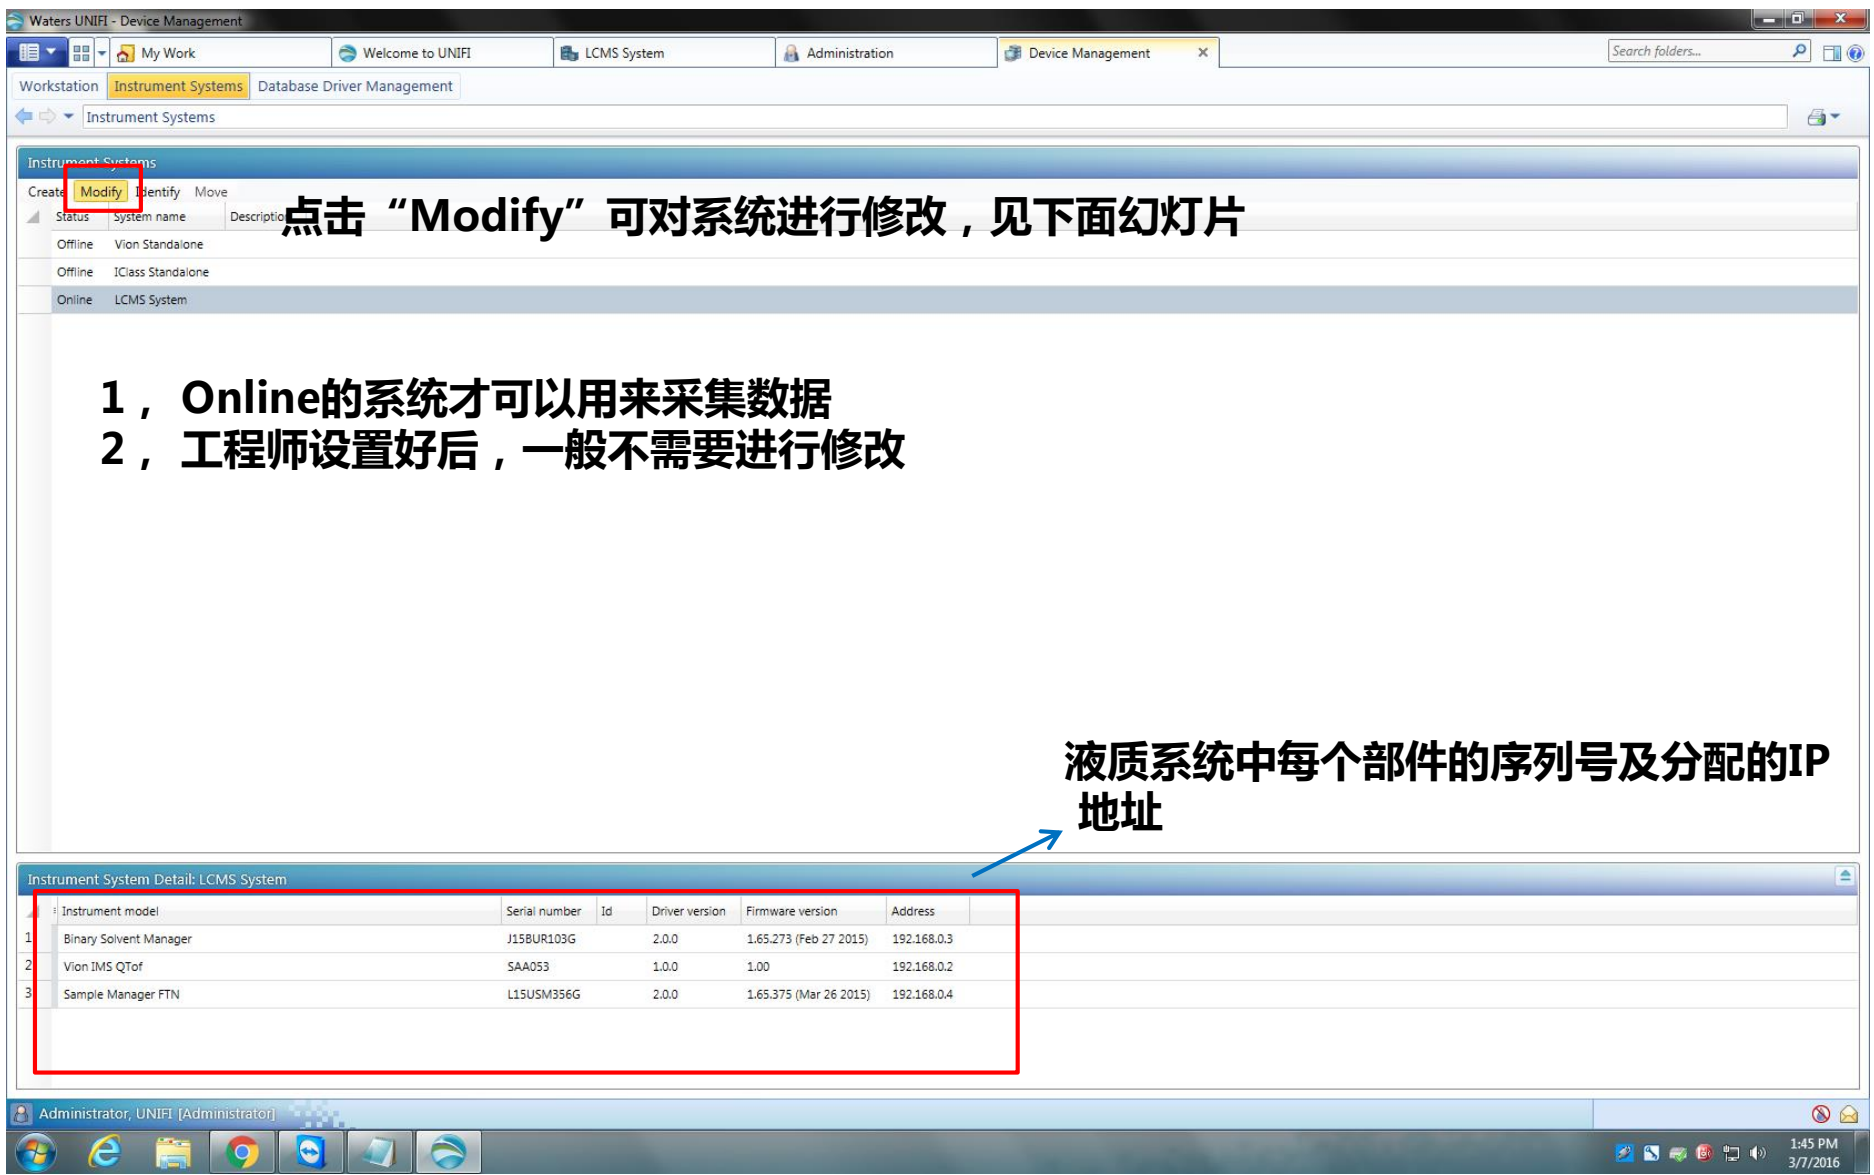 Waters UNIFI - Device Management
My Work
Welcome to UNIFI
LCMS System
Administration
Device Management
Search folders...
Workstation
Instrument Systems
Database Driver Management
Instrument Systems
Instrument Systems
Create Modify Identify Move
Status System name Description
点击“Modify”可对系统进行修改，见下面幻灯片
Offline Vion Standalone
Offline IClass Standalone
Online LCMS System
1， Online的系统才可以用来采集数据
2， 工程师设置好后，一般不需要进行修改
液质系统中每个部件的序列号及分配的IP
地址
Instrument System Detail: LCMS System
Instrument model Serial number Id Driver version Firmware version Address
1 Binary Solvent Manager J15BUR103G 2.0.0 1.65.273 (Feb 27 2015) 192.168.0.3
2 Vion IMS QTof SAA053 1.0.0 1.00 192.168.0.2
3 Sample Manager FTN L15USM356G 2.0.0 1.65.375 (Mar 26 2015) 192.168.0.4
Administrator, UNIFI [Administrator]
1:45 PM
3/7/2016